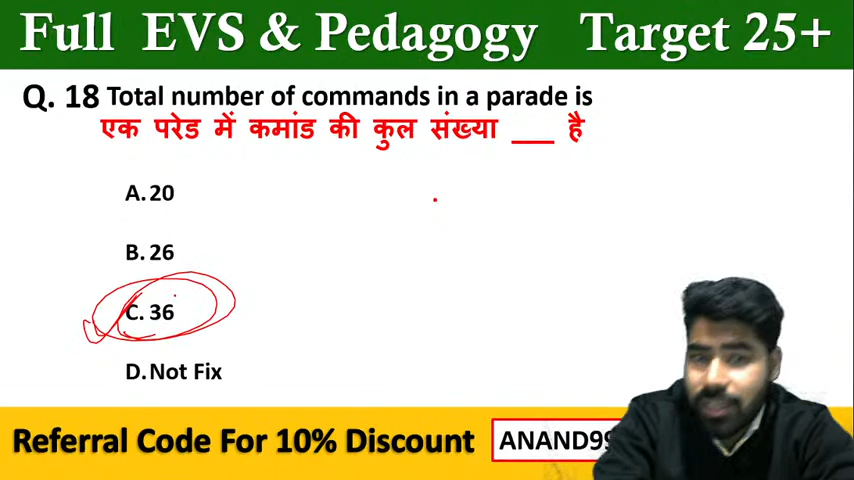 Full EVS & Pedagogy Target 25+
Q. 18 Total number of commands in a parade is
एक परेड में कमांड की कुल संख्या ___ है
A. 20
B. 26
C. 36
D. Not Fix
Referral Code For 10% Discount ANAND99